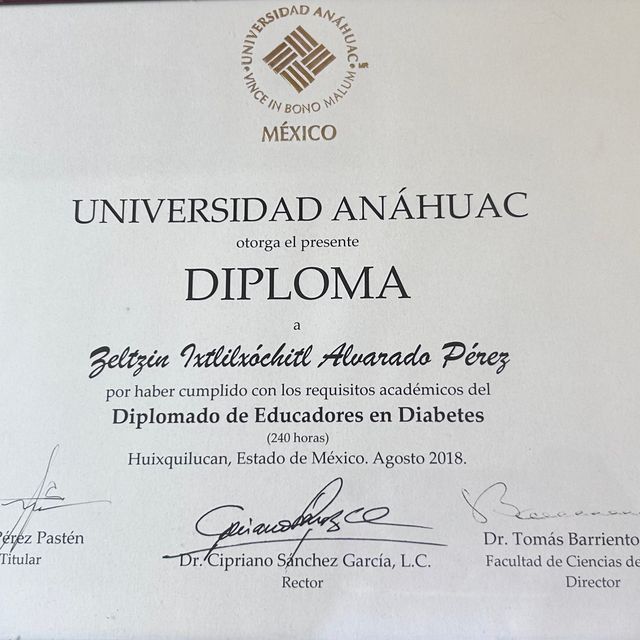 UNIVERSIDAD ANÁHUAC
VINCE IN BONO MALUM
MÉXICO
UNIVERSIDAD ANÁHUAC
otorga el presente
DIPLOMA
a
Zeltzin Ixtlilxóchitl Alvarado Pérez
por haber cumplido con los requisitos académicos del
Diplomado de Educadores en Diabetes
(240 horas)
Huixquilucan, Estado de México. Agosto 2018.
Pérez Pastén
Titular
Dr. Cipriano Sánchez García, L.C.
Rector
Dr. Tomás Barriento
Facultad de Ciencias de
Director